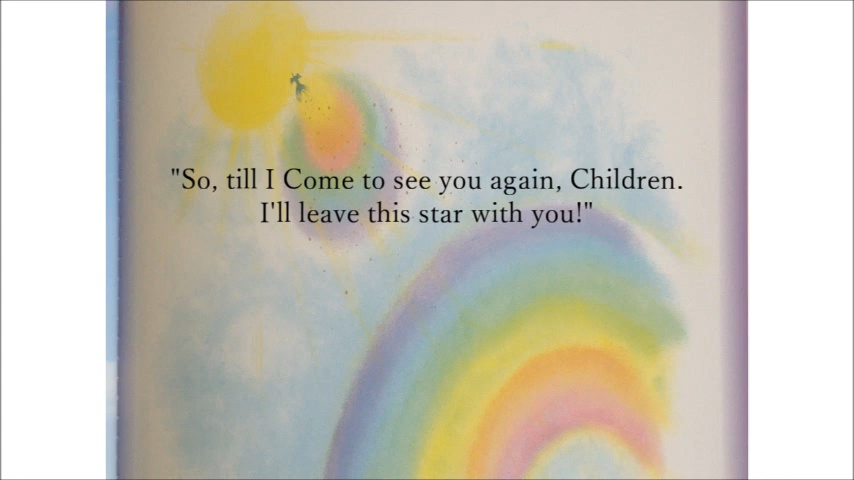 "So, till I Come to see you again, Children.
I'll leave this star with you!"